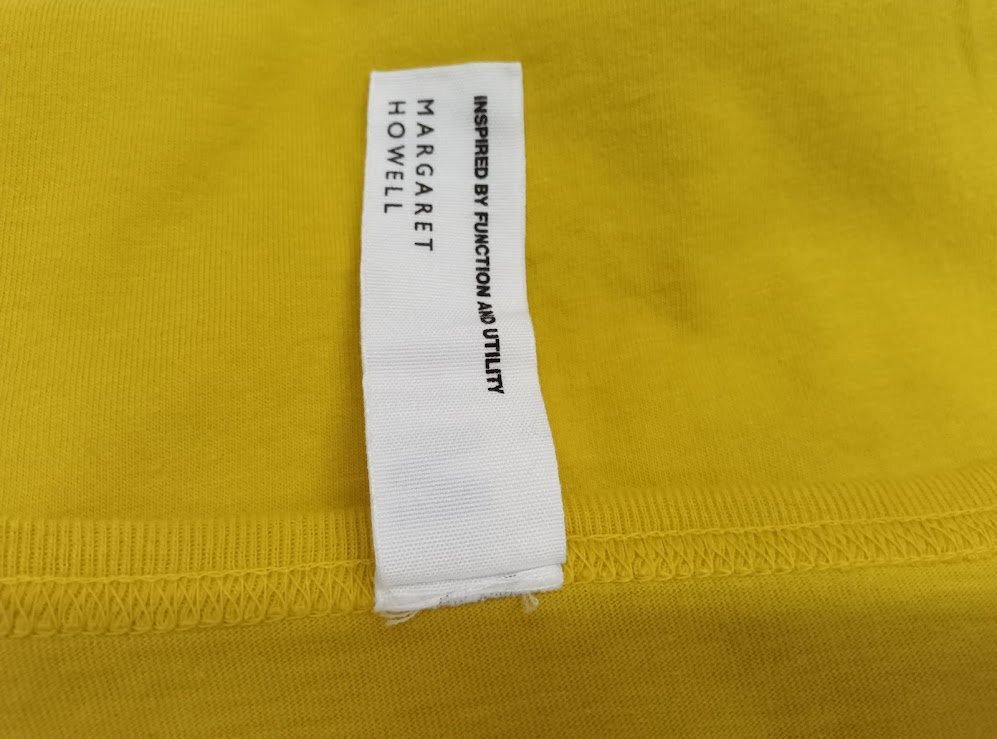 INSPIRED BY FUNCTION AND UTILITY
MARGARET
HOWELL